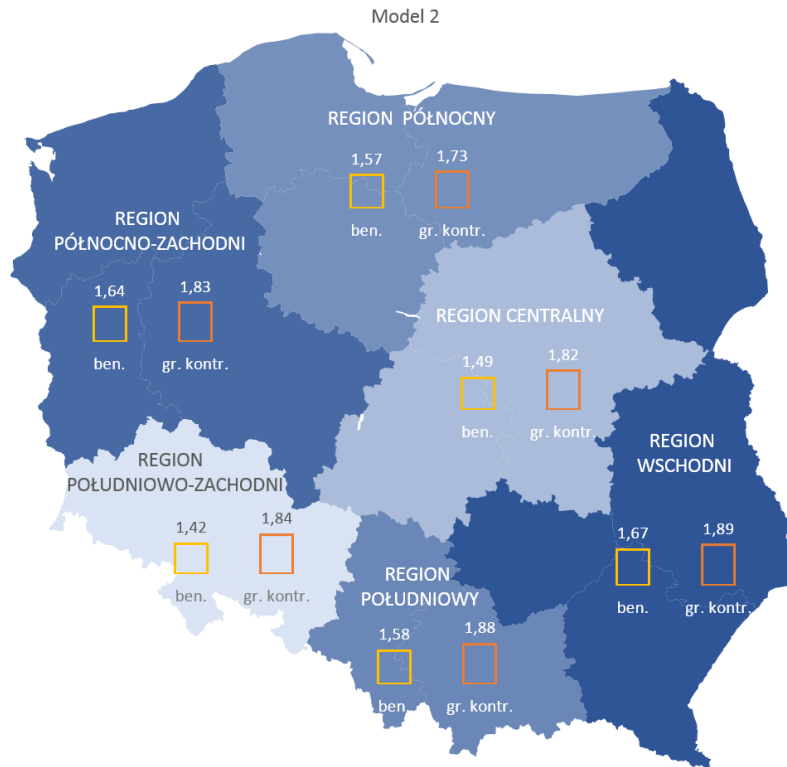 Model 2
REGION PÓŁNOCNY
1,57 1,73
ben. gr. kontr.
REGION
PÓŁNOCNO-ZACHODNI
1,64 1,83
ben. gr. kontr.
REGION CENTRALNY
1,49 1,82
ben. gr. kontr.
REGION
WSCHODNI
1,67 1,89
ben. gr. kontr.
REGION
POŁUDNIOWO-ZACHODNI
1,42 1,84
ben. gr. kontr.
REGION
POŁUDNIOWY
1,58 1,88
ben. gr. kontr.